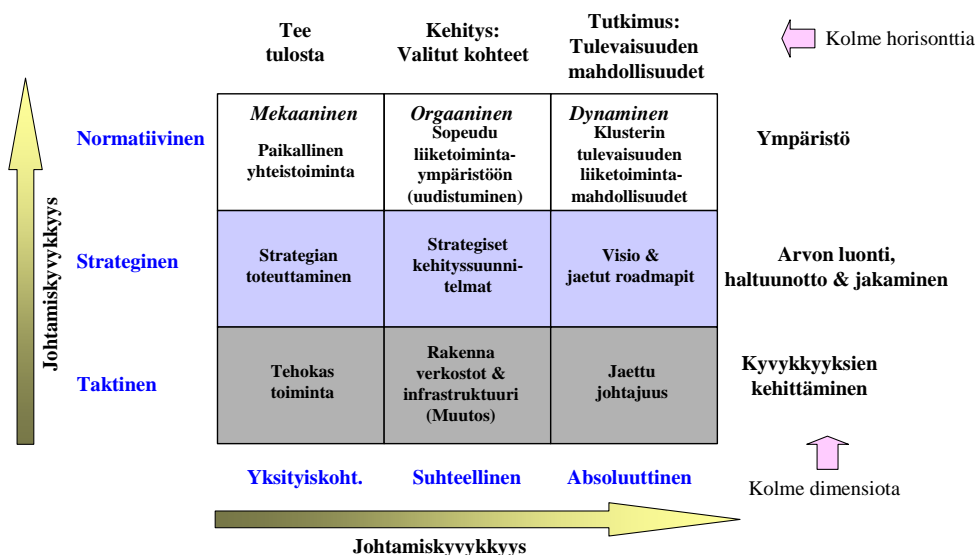 Tee
tulosta
Kehitys:
Valitut kohteet
Tutkimus:
Tulevaisuuden
mahdollisuudet
Kolme horisonttia
Johtamiskyvykkyys
Normatiivinen
Mekaaninen
Paikallinen
yhteistoiminta
Orgaaninen
Sopeudu
liiketoiminta-
ympäristöön
(uudistuminen)
Dynaminen
Klusterin
tulevaisuuden
liiketoiminta-
mahdollisuudet
Ympäristö
Strateginen
Strategian
toteuttaminen
Strategiset
kehityssuunni-
telmat
Visio &
jaetut roadmapit
Arvon luonti,
haltuunotto & jakaminen
Taktinen
Tehokas
toiminta
Rakenna
verkostot &
infrastruktuuri
(Muutos)
Jaettu
johtajuus
Kyvykkyyksien
kehittäminen
Yksityiskoht.
Suhteellinen
Absoluuttinen
Kolme dimensiota
Johtamiskyvykkyys